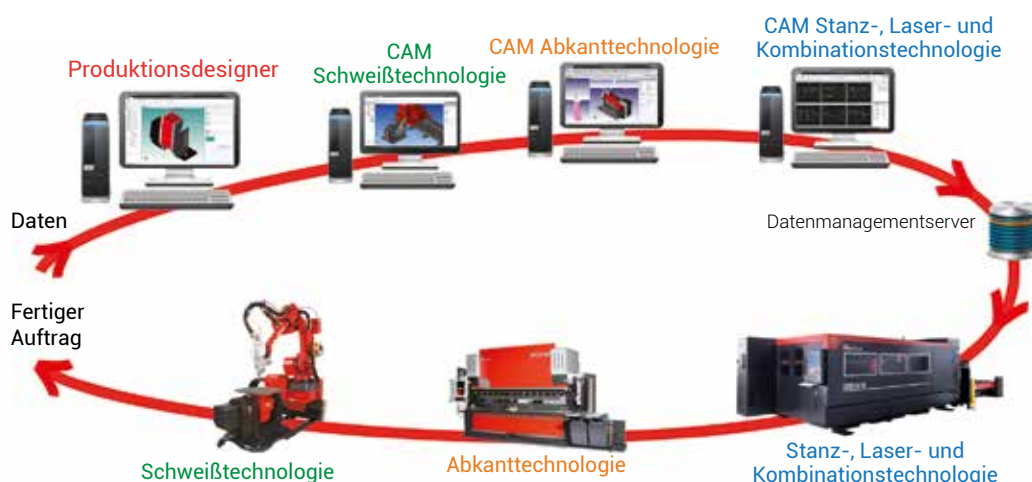 Produktionsdesigner
CAM
Schweißtechnologie
CAM Abkanttechnologie
CAM Stanz-, Laser- und
Kombinationstechnologie
Daten
Datenmanagementserver
Fertiger
Auftrag
Schweißtechnologie
Abkanttechnologie
Stanz-, Laser- und
Kombinationstechnologie